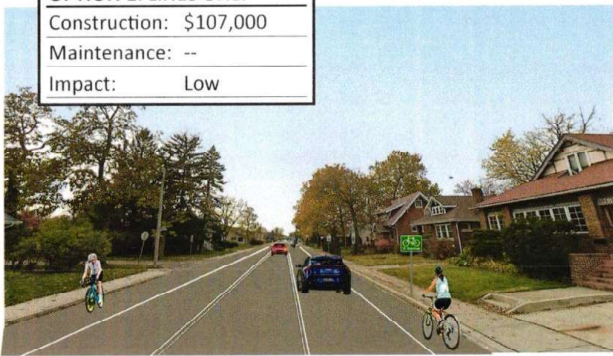 Construction: $107,000
Maintenance: --
Impact: Low